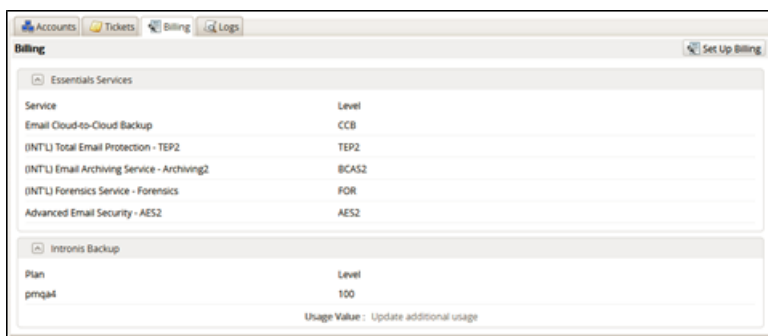 Accounts Tickets Billing Logs
Billing Set Up Billing
Essentials Services
Service Level
Email Cloud-to-Cloud Backup CCB
(INT'L) Total Email Protection - TEP2 TEP2
(INT'L) Email Archiving Service - Archiving2 BCAS2
(INT'L) Forensics Service - Forensics FOR
Advanced Email Security - AES2 AES2
Intronis Backup
Plan Level
pmqa4 100
Usage Value : Update additional usage